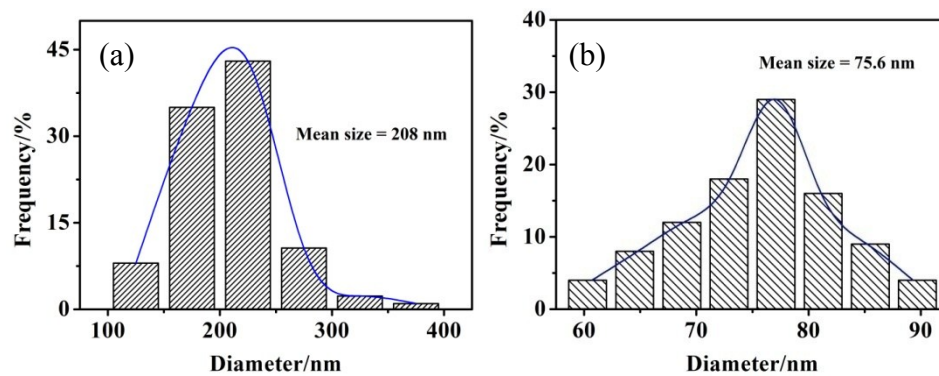 (a)
Mean size = 208 nm
Frequency/%
45
30
15
0
100
200
300
400
Diameter/nm
(b)
Mean size = 75.6 nm
Frequency/%
40
30
20
10
0
60
70
80
90
Diameter/nm